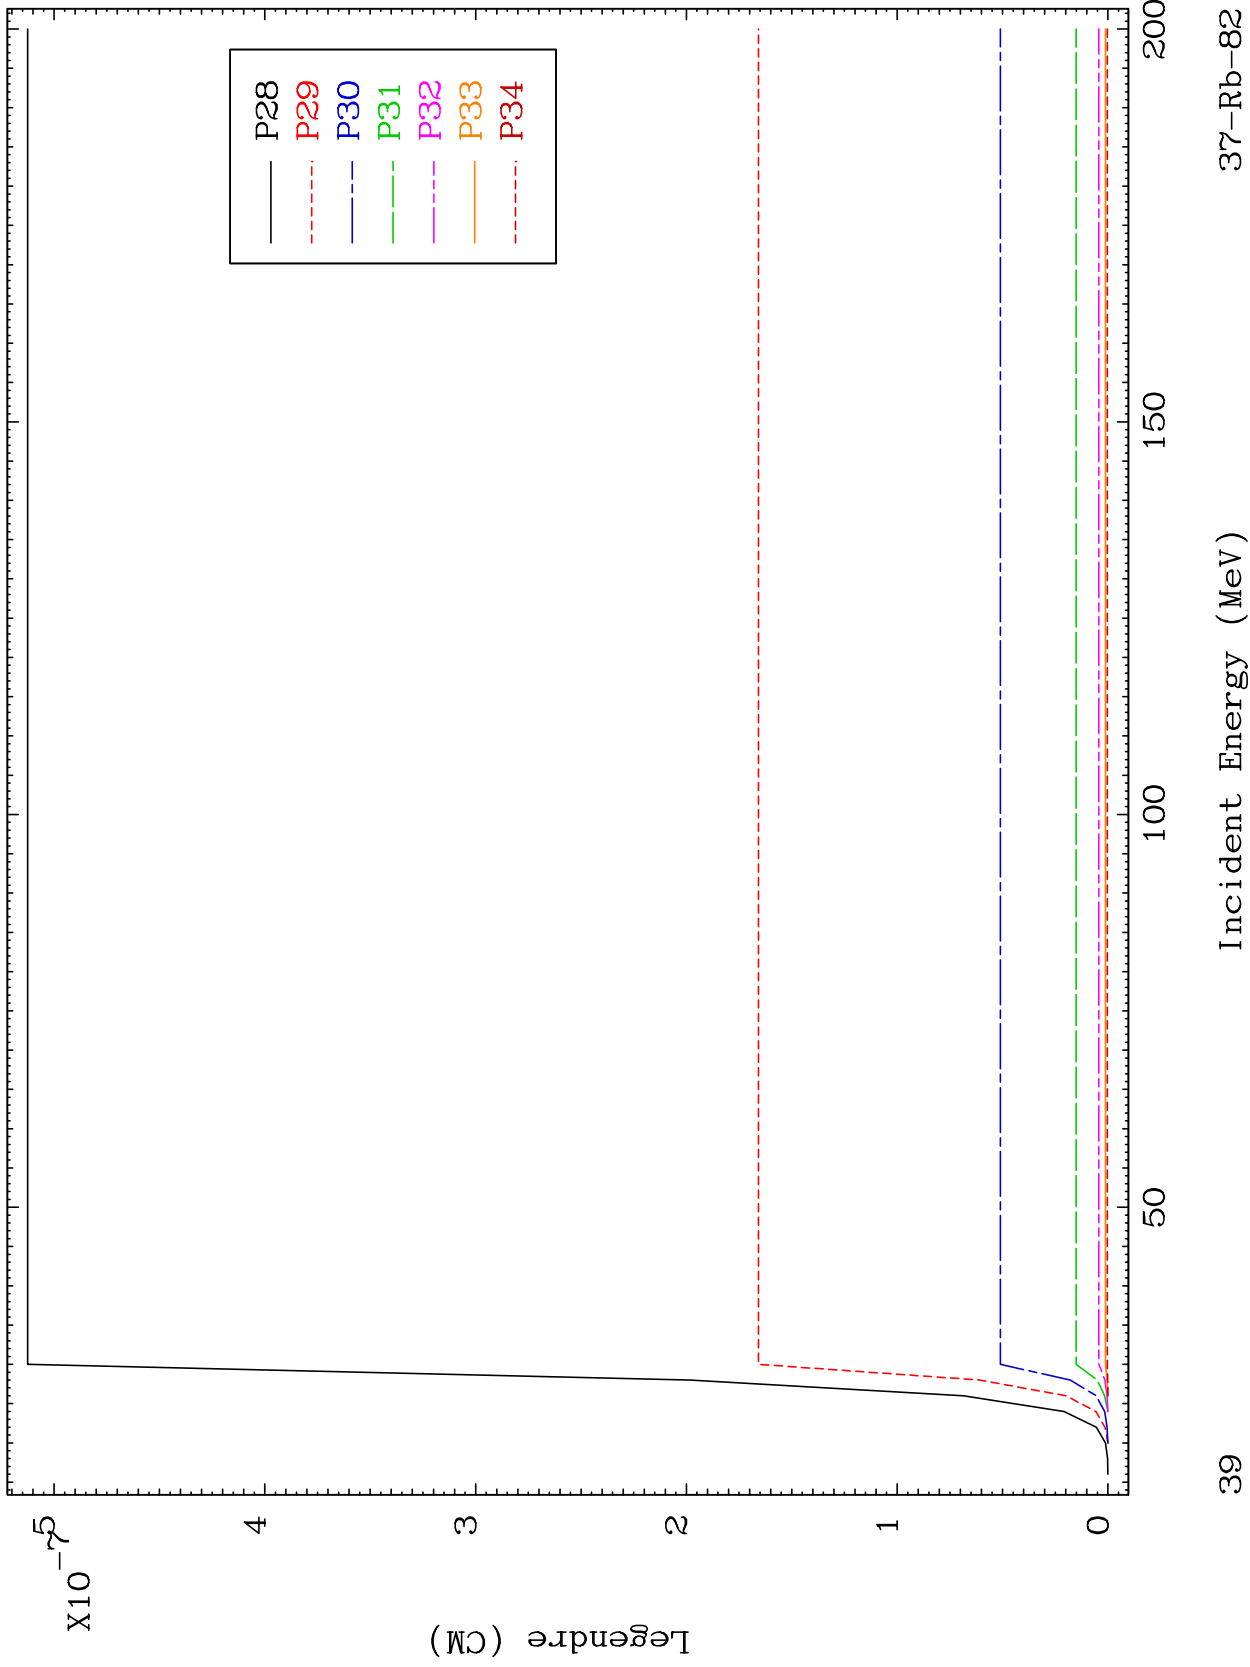 X10-7
5
4
3
2
1
0
Legendre (CM)
P28
P29
P30
P31
P32
P33
P34
50
100
150
200
Incident Energy (MeV)
39
37-Rb-82